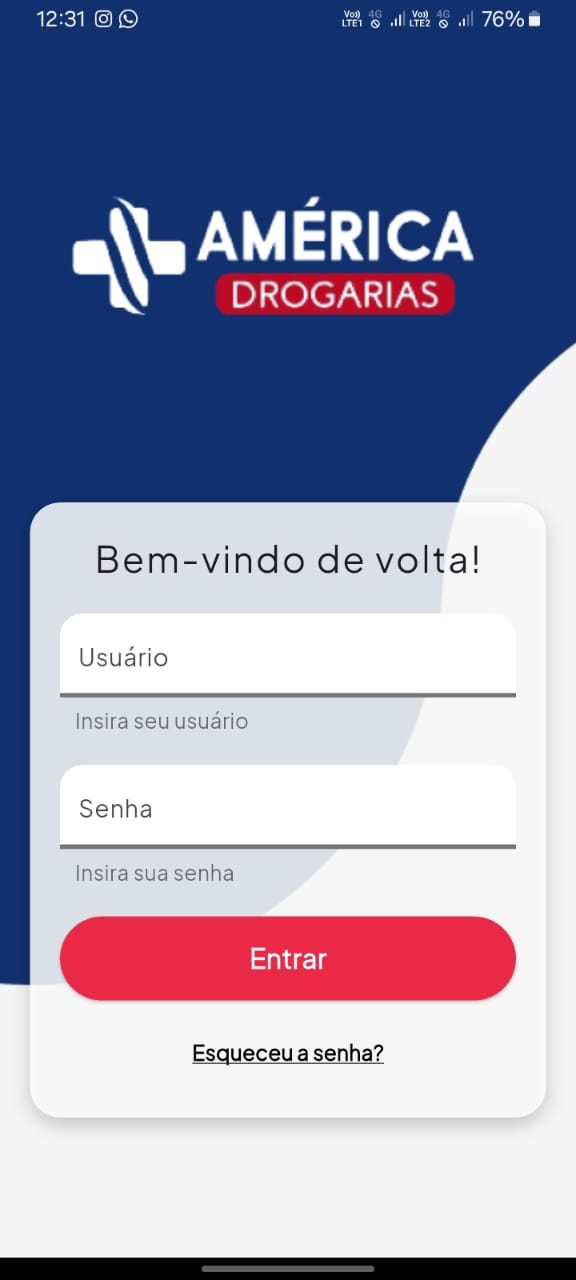 12:31
Vo)) 4G Vo)) 4G 76%
LTE1 LTE2
AMÉRICA
DROGARIAS
Bem-vindo de volta!
Usuário
Insira seu usuário
Senha
Insira sua senha
Entrar
Esqueceu a senha?